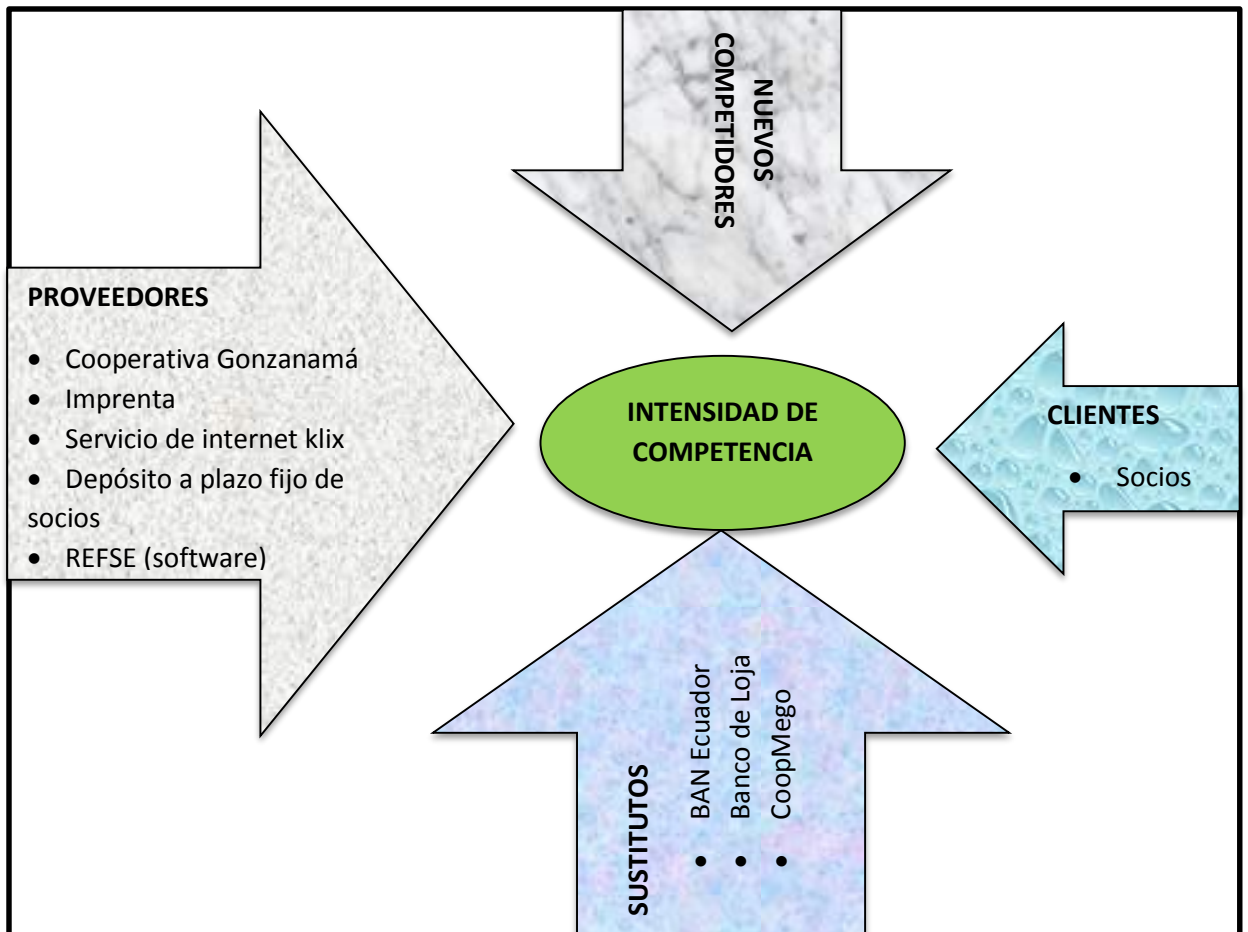 NUEVOS
COMPETIDORES
PROVEEDORES
• Cooperativa Gonzanamá
• Imprenta
• Servicio de internet klix
• Depósito a plazo fijo de
socios
• REFSE (software)
INTENSIDAD DE
COMPETENCIA
CLIENTES
• Socios
SUSTITUTOS
• BAN Ecuador
• Banco de Loja
• CoopMego